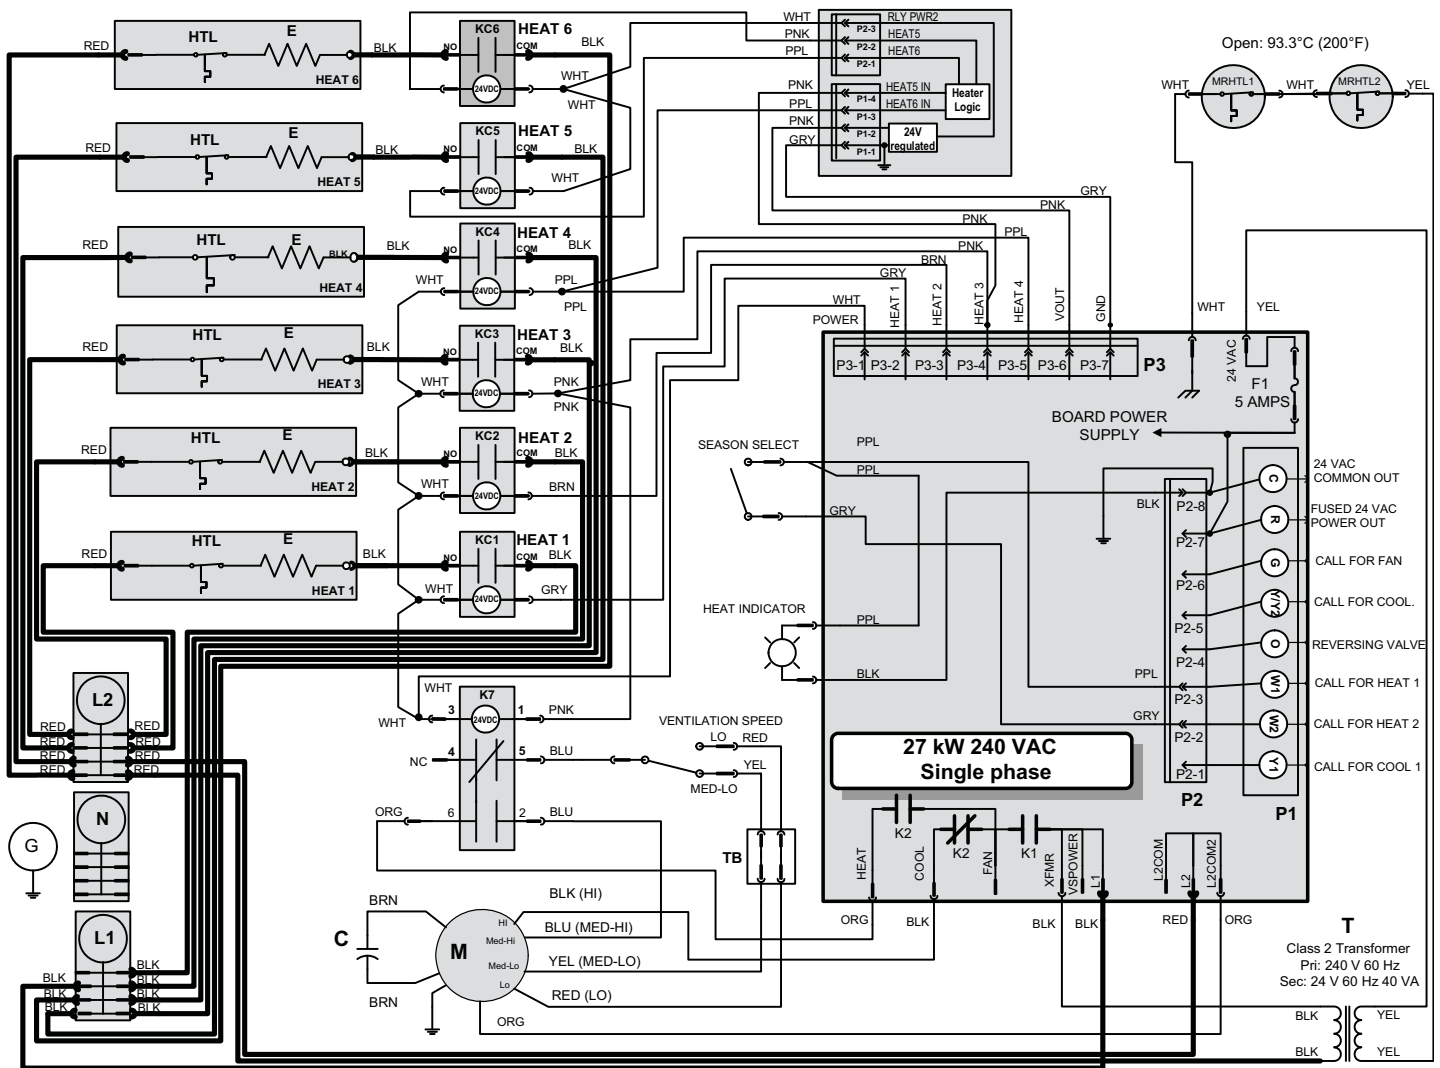 RED
HTL
E
BLK
HEAT 6
NO
KC6
COM
24VDC
HEAT 6
BLK
WHT
WHT
RED
HTL
E
BLK
HEAT 5
NO
KC5
COM
24VDC
HEAT 5
BLK
WHT
RED
HTL
E
BLK
BLK
HEAT 4
NO
KC4
COM
24VDC
HEAT 4
BLK
WHT
PPL
PPL
RED
HTL
E
BLK
HEAT 3
NO
KC3
COM
24VDC
HEAT 3
BLK
WHT
PNK
PNK
RED
HTL
E
BLK
HEAT 2
NO
KC2
COM
24VDC
HEAT 2
BLK
WHT
BRN
RED
HTL
E
BLK
HEAT 1
NO
KC1
COM
24VDC
HEAT 1
BLK
WHT
GRY
WHT
PNK
PPL
PNK
PPL
PNK
GRY
P2-3
P2-2
P2-1
P1-4
P1-3
P1-2
P1-1
RLY PWR2
HEAT5
HEAT6
HEAT5 IN
HEAT6 IN
Heater
Logic
24V
regulated
Open: 93.3°C (200°F)
WHT
MRHTL1
WHT
MRHTL2
YEL
GRY
PNK
PNK
PPL
PNK
BRN
GRY
WHT
POWER
HEAT 1
HEAT 2
HEAT 3
HEAT 4
VOUT
GND
WHT
YEL
P3-1
P3-2
P3-3
P3-4
P3-5
P3-6
P3-7
P3
24 VAC
F1
5 AMPS
BOARD POWER
SUPPLY
SEASON SELECT
PPL
PPL
GRY
HEAT INDICATOR
PPL
BLK
BLK
P2-8
P2-7
P2-6
P2-5
P2-4
PPL
P2-3
GRY
P2-2
P2-1
P2
C
R
G
Y/Y2
O
W1
W2
Y1
P1
24 VAC
COMMON OUT
FUSED 24 VAC
POWER OUT
CALL FOR FAN
CALL FOR COOL.
REVERSING VALVE
CALL FOR HEAT 1
CALL FOR HEAT 2
CALL FOR COOL 1
27 kW 240 VAC
Single phase
K2
K2
K1
HEAT
COOL
FAN
XFMR
VSPOWER
L1
L2COM
L2
L2COM2
ORG
BLK
BLK
BLK
RED
ORG
T
Class 2 Transformer
Pri: 240 V 60 Hz
Sec: 24 V 60 Hz 40 VA
BLK
YEL
BLK
YEL
WHT
WHT
K7
3
24VDC
1
PNK
NC
4
5
BLU
ORG
6
2
BLU
VENTILATION SPEED
LO
RED
YEL
MED-LO
TB
L2
RED
RED
RED
RED
RED
RED
RED
RED
N
G
L1
BLK
BLK
BLK
BLK
BLK
BLK
BLK
C
BRN
BRN
M
HI
Med-Hi
Med-Lo
Lo
BLK (HI)
BLU (MED-HI)
YEL (MED-LO)
RED (LO)
ORG